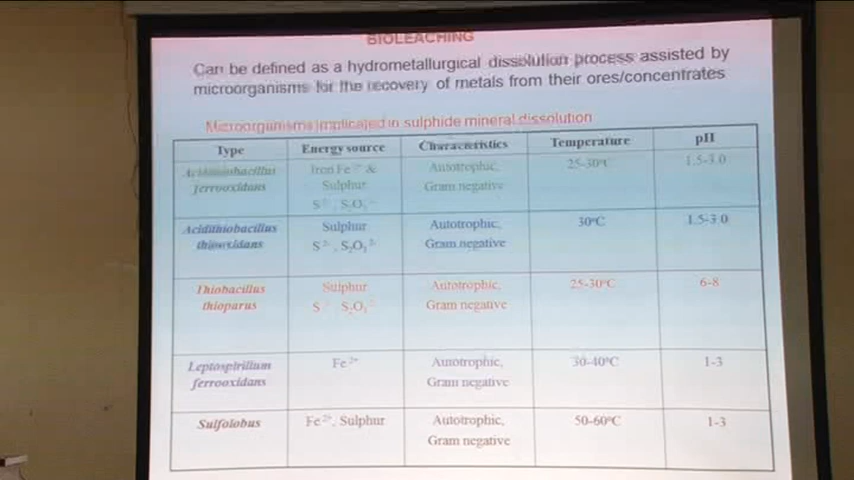 BIOLEACHING
Can be defined as a hydrometallurgical dissolution process assisted by
microorganisms for the recovery of metals from their ores/concentrates
Microorganisms implicated in sulphide mineral dissolution
Type Energy source Characteristics Temperature pH
Acidithiobacillus Iron Fe²⁺ & Autotrophic, 25-30°C 1.5-3.0
ferrooxidans Sulphur Gram negative
Acidithiobacillus Sulphur Autotrophic, 30°C 1.5-3.0
thiooxidans S²⁻, S₂O₃²⁻ Gram negative
Thiobacillus Sulphur Autotrophic, 25-30°C 6-8
thioparus Gram negative
Leptospirillum Fe²⁺ Autotrophic, 30-40°C 1-3
ferrooxidans Gram negative
Sulfolobus Fe²⁺, Sulphur Autotrophic, 50-60°C 1-3
Gram negative